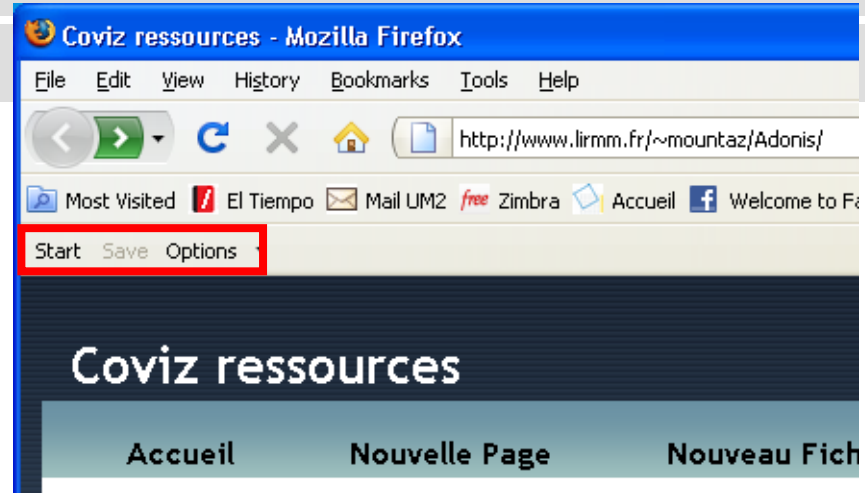 Coviz ressources - Mozilla Firefox
File Edit View History Bookmarks Tools Help
http://www.lirmm.fr/~mountaz/Adonis/
Most Visited El Tiempo Mail UM2 free Zimbra Accueil f Welcome to Fa
Start Save Options
Coviz ressources
Accueil Nouvelle Page Nouveau Fich